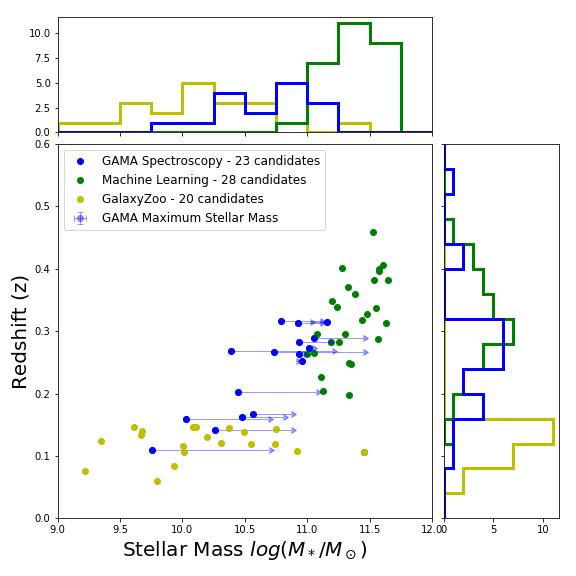 10.0
7.5
5.0
2.5
0.0
0.6
0.5
0.4
0.3
0.2
0.1
0.0
Redshift (z)
GAMA Spectroscopy - 23 candidates
Machine Learning - 28 candidates
GalaxyZoo - 20 candidates
GAMA Maximum Stellar Mass
9.0 9.5 10.0 10.5 11.0 11.5 12.0
0 5 10
Stellar Mass log(M*/M⊙)